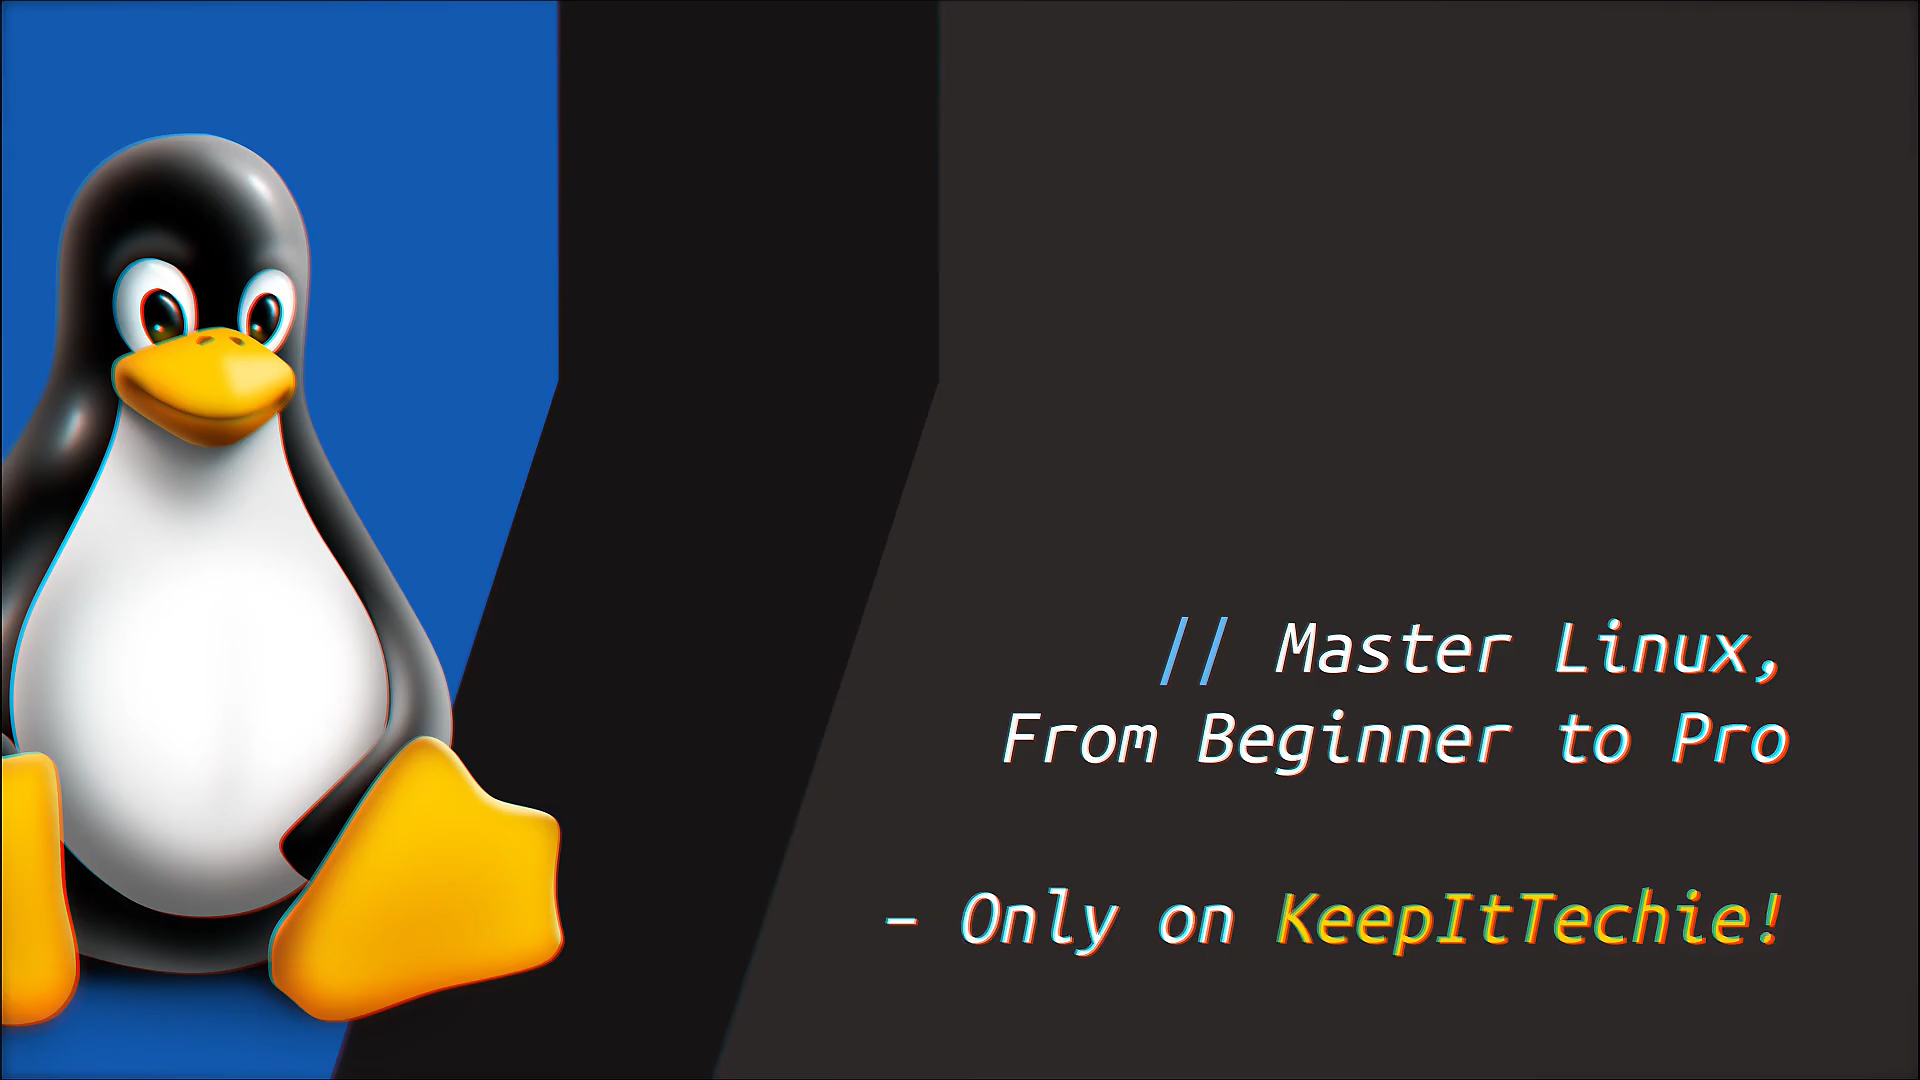 // Master Linux,
From Beginner to Pro
- Only on KeepItTechie!